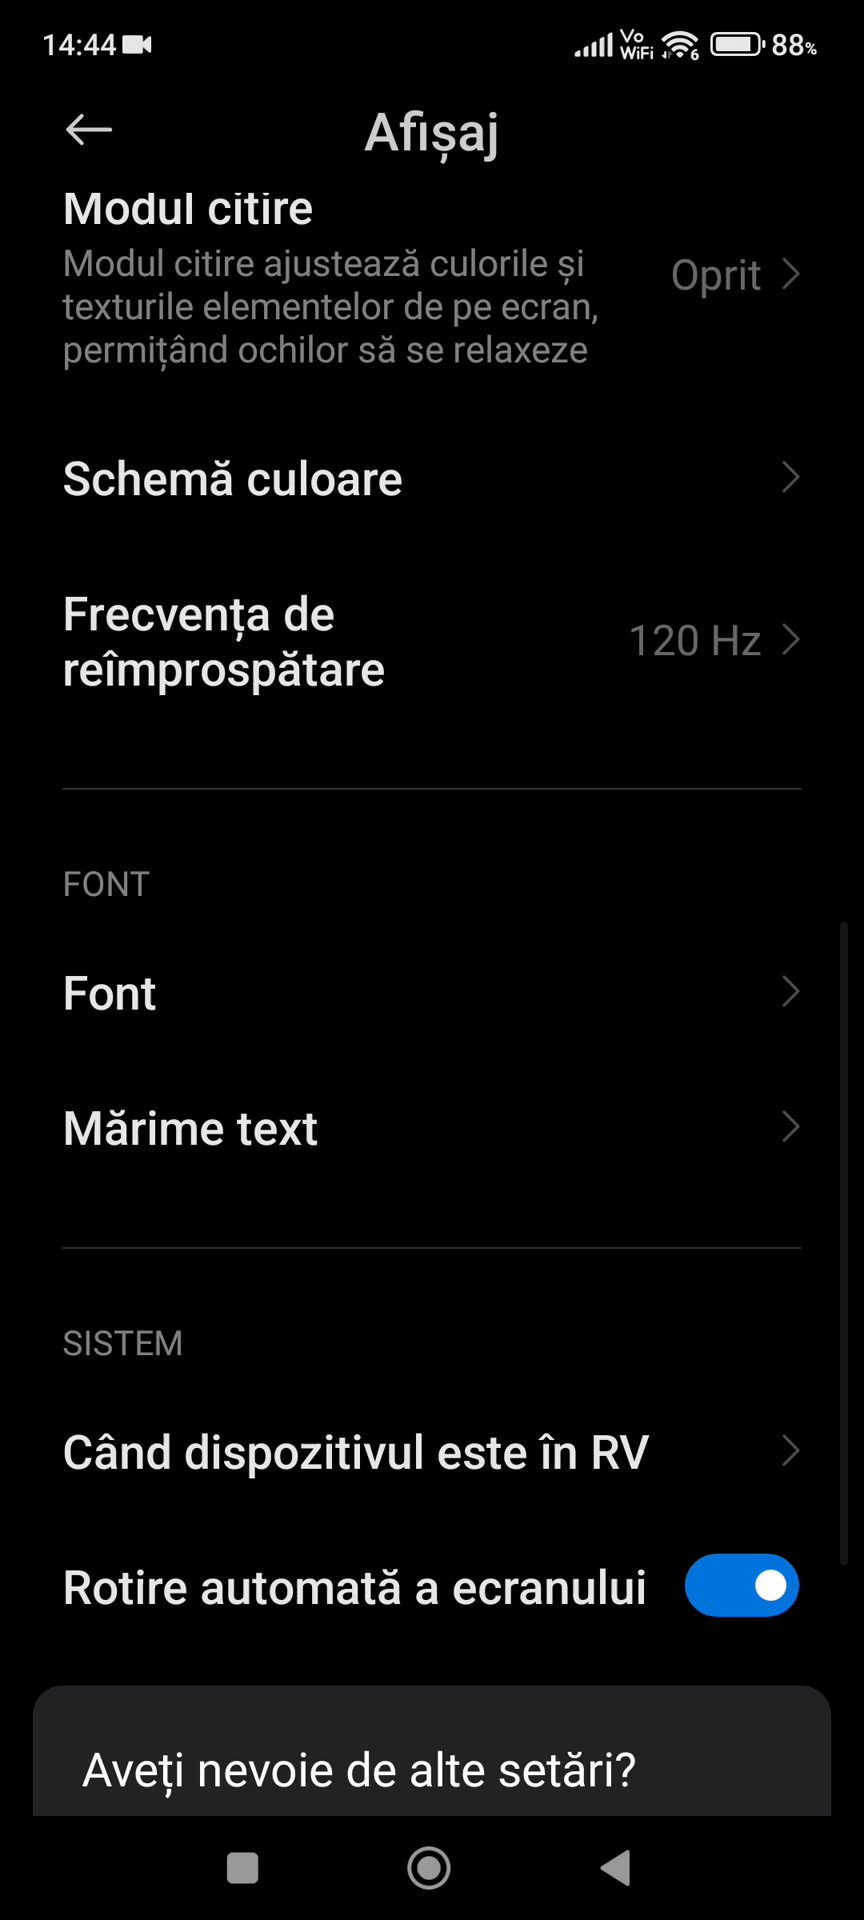 14:44
Vo
WiFi
6
88%
Afișaj
Modul citire
Modul citire ajustează culorile și
texturile elementelor de pe ecran,
permițând ochilor să se relaxeze
Oprit
Schemă culoare
Frecvența de
reîmprospătare
120 Hz
FONT
Font
Mărime text
SISTEM
Când dispozitivul este în RV
Rotire automată a ecranului
Aveți nevoie de alte setări?